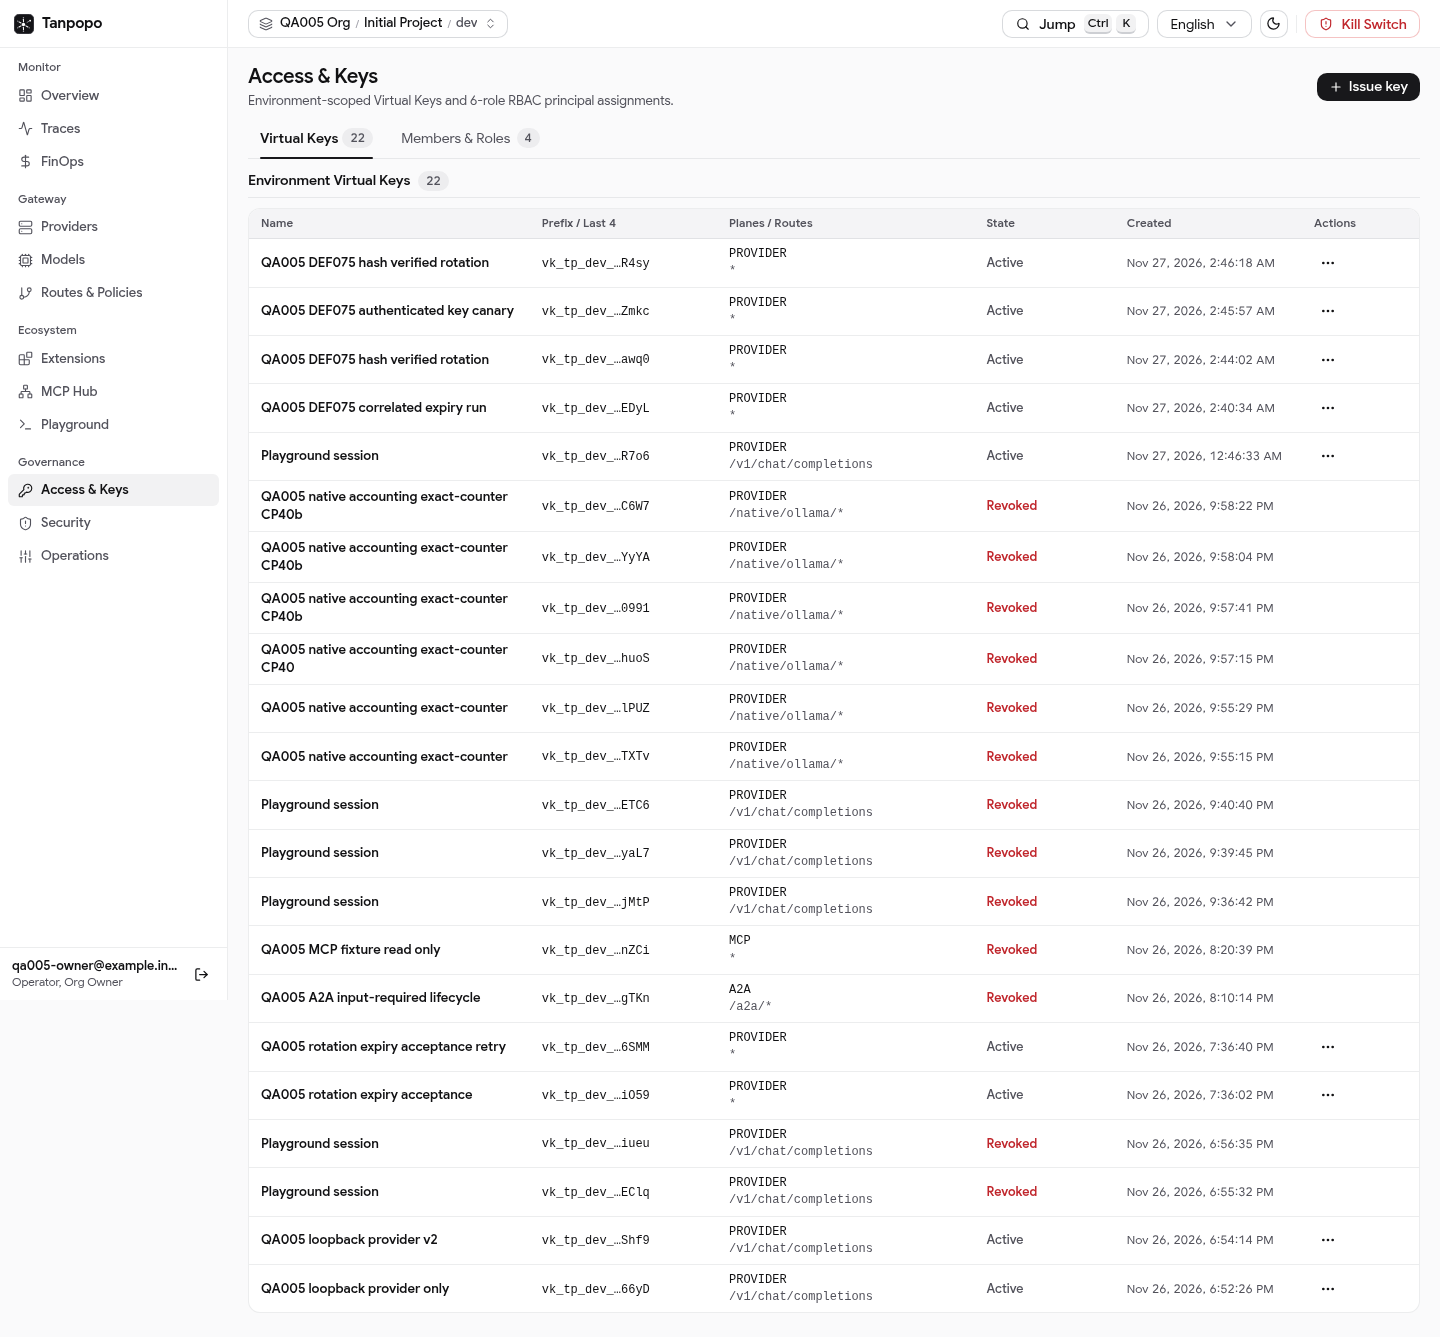 Tanpopo
QA005 Org / Initial Project / dev
Jump Ctrl K
English
Kill Switch
Monitor
Overview
Traces
FinOps
Gateway
Providers
Models
Routes & Policies
Ecosystem
Extensions
MCP Hub
Playground
Governance
Access & Keys
Security
Operations
qa005-owner@example.in...
Operator, Org Owner
Access & Keys
Environment-scoped Virtual Keys and 6-role RBAC principal assignments.
Issue key
Virtual Keys 22 Members & Roles 4
Environment Virtual Keys 22
Name Prefix / Last 4 Planes / Routes State Created Actions
QA005 DEF075 hash verified rotation vk_tp_dev_…R4sy PROVIDER Active Nov 27, 2026, 2:46:18 AM
*
QA005 DEF075 authenticated key canary vk_tp_dev_…Zmkc PROVIDER Active Nov 27, 2026, 2:45:57 AM
*
QA005 DEF075 hash verified rotation vk_tp_dev_…awq0 PROVIDER Active Nov 27, 2026, 2:44:02 AM
*
QA005 DEF075 correlated expiry run vk_tp_dev_…EDyL PROVIDER Active Nov 27, 2026, 2:40:34 AM
*
Playground session vk_tp_dev_…R7o6 PROVIDER Active Nov 27, 2026, 12:46:33 AM
/v1/chat/completions
QA005 native accounting exact-counter vk_tp_dev_…C6W7 PROVIDER Revoked Nov 26, 2026, 9:58:22 PM
CP40b /native/ollama/*
QA005 native accounting exact-counter vk_tp_dev_…YyYA PROVIDER Revoked Nov 26, 2026, 9:58:04 PM
CP40b /native/ollama/*
QA005 native accounting exact-counter vk_tp_dev_…0991 PROVIDER Revoked Nov 26, 2026, 9:57:41 PM
CP40b /native/ollama/*
QA005 native accounting exact-counter vk_tp_dev_…huoS PROVIDER Revoked Nov 26, 2026, 9:57:15 PM
CP40 /native/ollama/*
QA005 native accounting exact-counter vk_tp_dev_…lPUZ PROVIDER Revoked Nov 26, 2026, 9:55:29 PM
/native/ollama/*
QA005 native accounting exact-counter vk_tp_dev_…TXTv PROVIDER Revoked Nov 26, 2026, 9:55:15 PM
/native/ollama/*
Playground session vk_tp_dev_…ETC6 PROVIDER Revoked Nov 26, 2026, 9:40:40 PM
/v1/chat/completions
Playground session vk_tp_dev_…yaL7 PROVIDER Revoked Nov 26, 2026, 9:39:45 PM
/v1/chat/completions
Playground session vk_tp_dev_…jMtP PROVIDER Revoked Nov 26, 2026, 9:36:42 PM
/v1/chat/completions
QA005 MCP fixture read only vk_tp_dev_…nZCi MCP Revoked Nov 26, 2026, 8:20:39 PM
*
QA005 A2A input-required lifecycle vk_tp_dev_…gTKn A2A Revoked Nov 26, 2026, 8:10:14 PM
/a2a/*
QA005 rotation expiry acceptance retry vk_tp_dev_…6SMM PROVIDER Active Nov 26, 2026, 7:36:40 PM
*
QA005 rotation expiry acceptance vk_tp_dev_…iO59 PROVIDER Active Nov 26, 2026, 7:36:02 PM
*
Playground session vk_tp_dev_…iueu PROVIDER Revoked Nov 26, 2026, 6:56:35 PM
/v1/chat/completions
Playground session vk_tp_dev_…EClq PROVIDER Revoked Nov 26, 2026, 6:55:32 PM
/v1/chat/completions
QA005 loopback provider v2 vk_tp_dev_…Shf9 PROVIDER Active Nov 26, 2026, 6:54:14 PM
/v1/chat/completions
QA005 loopback provider only vk_tp_dev_…66yD PROVIDER Active Nov 26, 2026, 6:52:26 PM
/v1/chat/completions